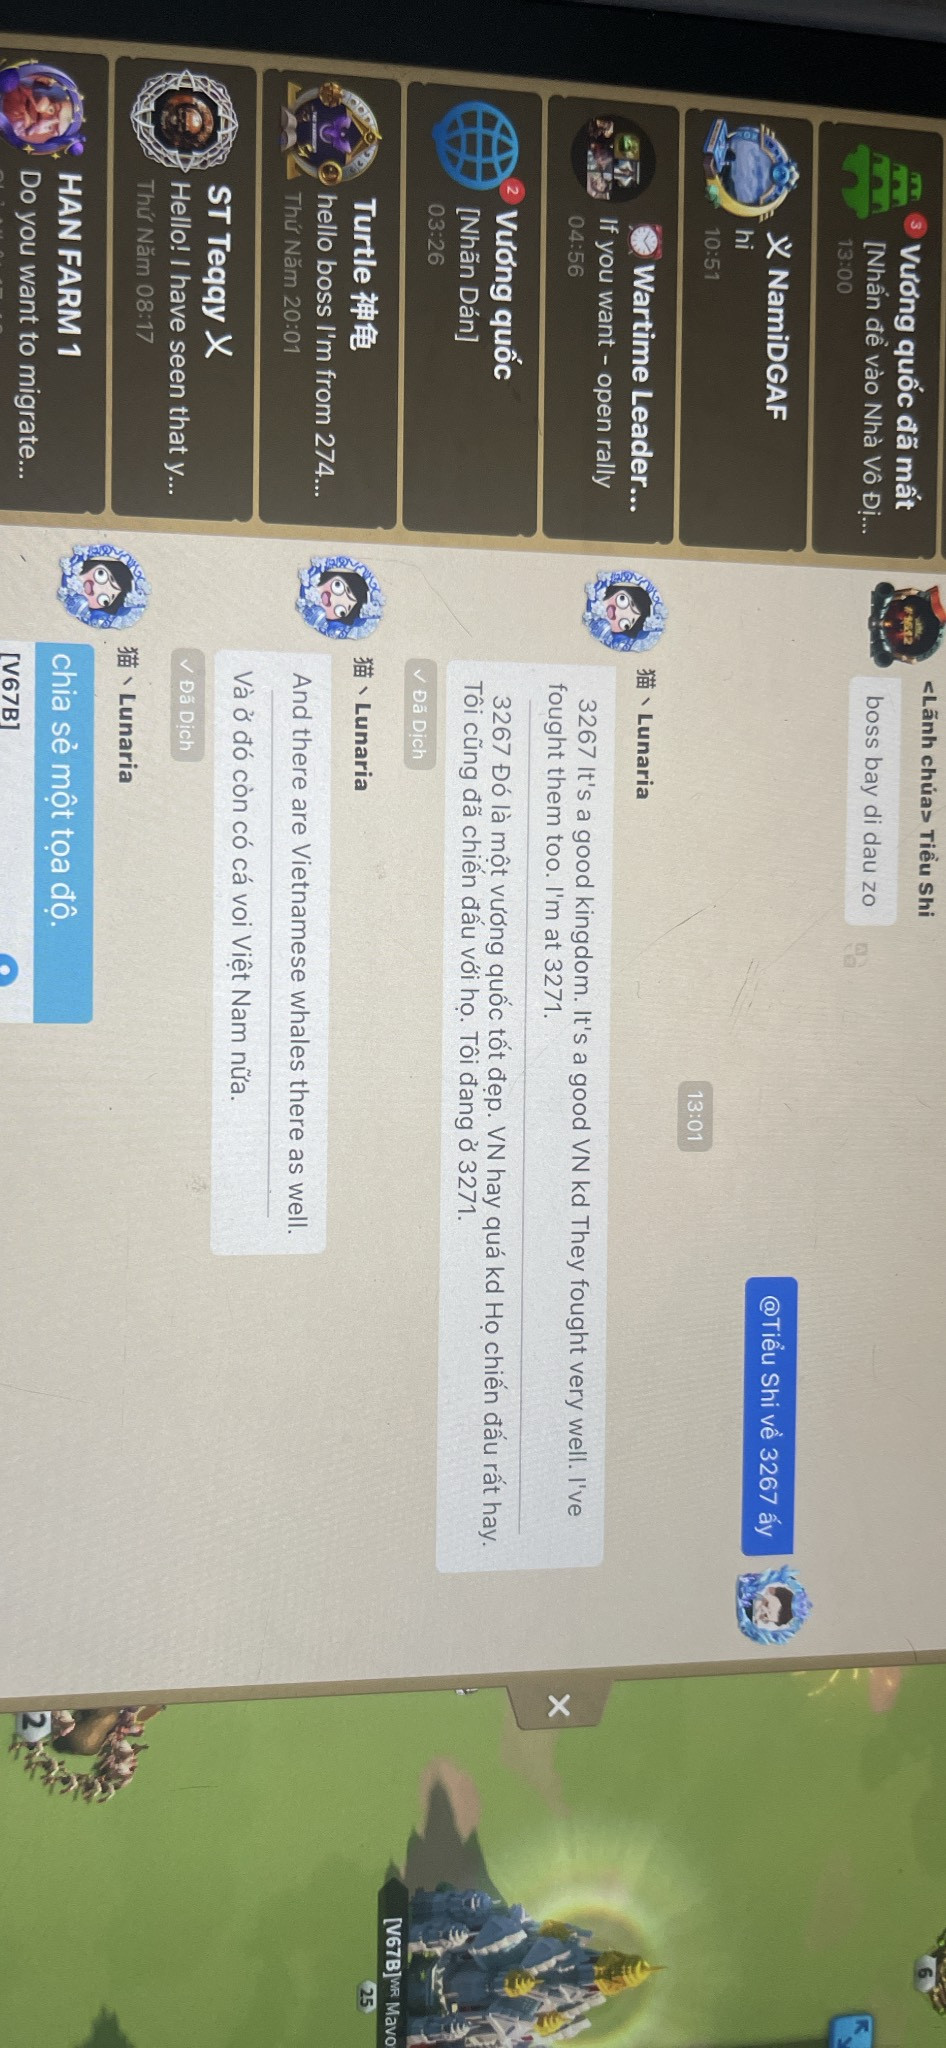 3
Vương quốc đã mất
[Nhấn để vào Nhà Vô Đị...
13:00
义 NamiDGAF
hi
10:51
⏰ Wartime Leader...
If you want - open rally
04:56
2
Vương quốc
[Nhãn Dán]
03:26
Turtle 神龟
hello boss I'm from 274...
Thứ Năm 20:01
ST Teqqy 乂
Hello! I have seen that y...
Thứ Năm 08:17
HAN FARM 1
Do you want to migrate...
<Lãnh chúa> Tiểu Shi
boss bay di dau zo
@Tiểu Shi về 3267 ấy
13:01
猫丶Lunaria
3267 It's a good kingdom. It's a good VN kd They fought very well. I've
fought them too. I'm at 3271.
3267 Đó là một vương quốc tốt đẹp. VN hay quá kd Họ chiến đấu rất hay.
Tôi cũng đã chiến đấu với họ. Tôi đang ở 3271.
✓ Đã Dịch
猫丶Lunaria
And there are Vietnamese whales there as well.
Và ở đó còn có cá voi Việt Nam nữa.
✓ Đã Dịch
猫丶Lunaria
chia sẻ một tọa độ.
[V67B]
X
6
[V67B]WR Mavo
25
2